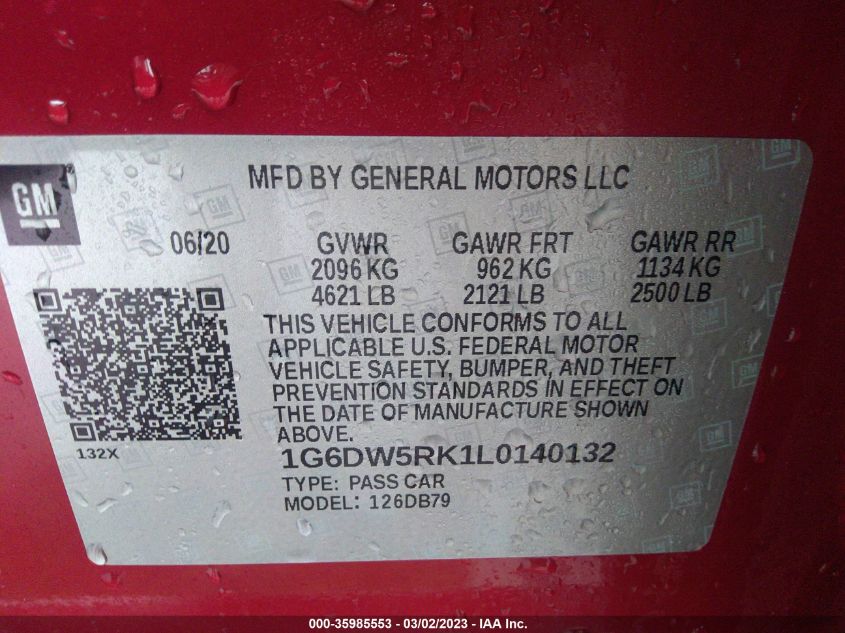 MFD BY GENERAL MOTORS LLC
GM
06/20 GVWR GAWR FRT GAWR RR
2096 KG 962 KG 1134 KG
4621 LB 2121 LB 2500 LB
THIS VEHICLE CONFORMS TO ALL
APPLICABLE U.S. FEDERAL MOTOR
VEHICLE SAFETY, BUMPER, AND THEFT
PREVENTION STANDARDS IN EFFECT ON
THE DATE OF MANUFACTURE SHOWN
ABOVE.
132X
1G6DW5RK1L0140132
TYPE: PASS CAR
MODEL: 126DB79
000-35985553 - 03/02/2023 - IAA Inc.